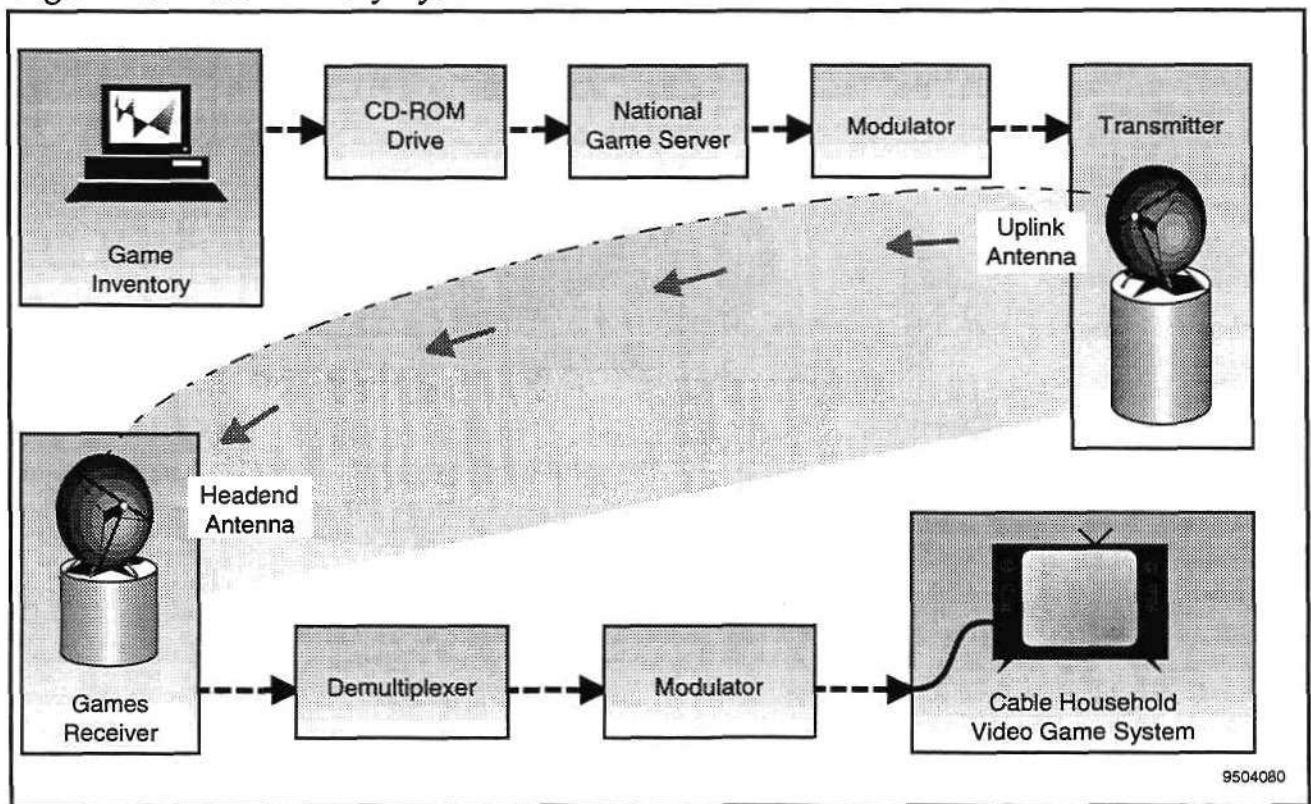 Game
Inventory
CD-ROM
Drive
National
Game Server
Modulator
Transmitter
Uplink
Antenna
Headend
Antenna
Games
Receiver
Demultiplexer
Modulator
Cable Household
Video Game System
9504080